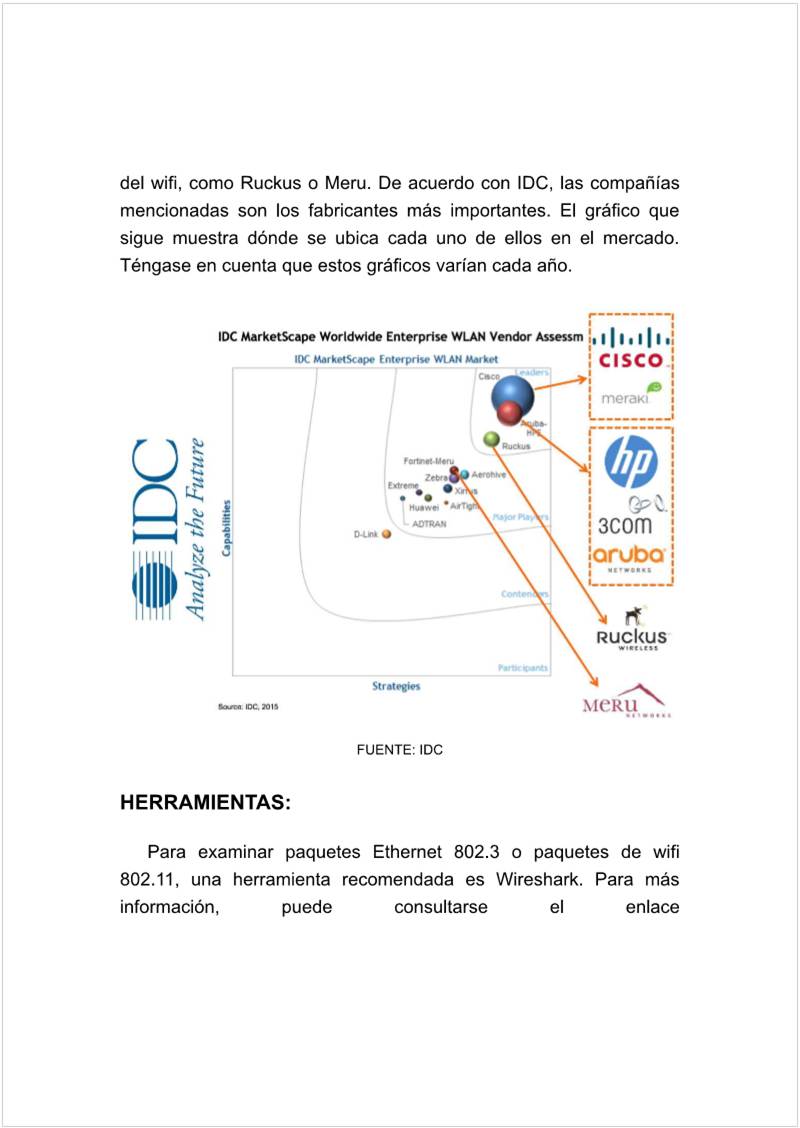 del wifi, como Ruckus o Meru. De acuerdo con IDC, las compañías
mencionadas son los fabricantes más importantes. El gráfico que
sigue muestra dónde se ubica cada uno de ellos en el mercado.
Téngase en cuenta que estos gráficos varían cada año.
IDC MarketScape Worldwide Enterprise WLAN Vendor Assessm
IDC MarketScape Enterprise WLAN Market
IDC
Analyze the Future
Capabilities
Cisco
Leaders
Aruba-
HPE
Ruckus
Fortinet-Meru
Zebra
Aerohive
Extreme
Xirrus
Huawei
AirTight
ADTRAN
Major Players
D-Link
Contenders
Participants
Strategies
Source: IDC, 2015
CISCO
meraki
hp
3COM
aruba
NETWORKS
Ruckus
WIRELESS
MeRU
NETWORKS
FUENTE: IDC
HERRAMIENTAS:
Para examinar paquetes Ethernet 802.3 o paquetes de wifi
802.11, una herramienta recomendada es Wireshark. Para más
información, puede consultarse el enlace